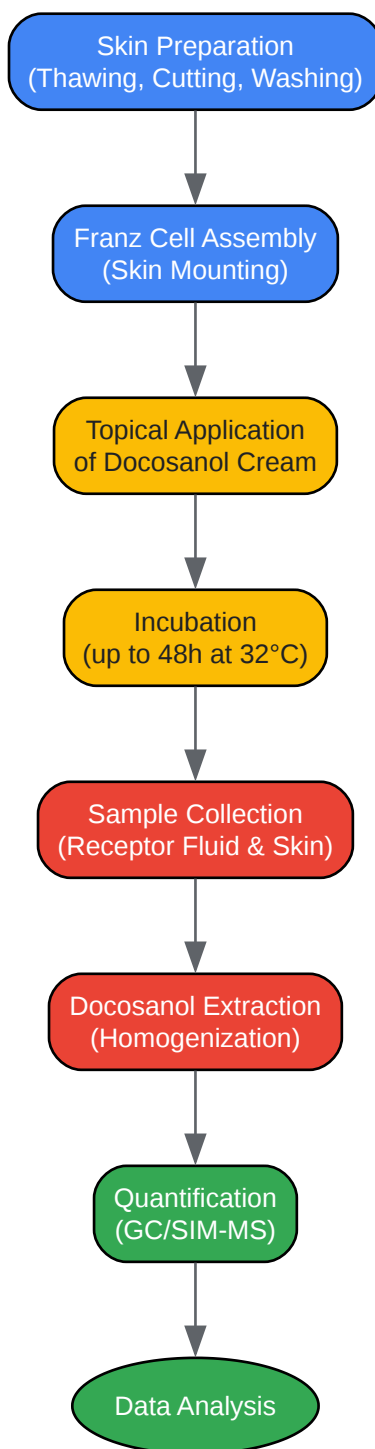 Skin Preparation
(Thawing, Cutting, Washing)
Franz Cell Assembly
(Skin Mounting)
Topical Application
of Docosanol Cream
Incubation
(up to 48h at 32°C)
Sample Collection
(Receptor Fluid & Skin)
Docosanol Extraction
(Homogenization)
Quantification
(GC/SIM-MS)
Data Analysis